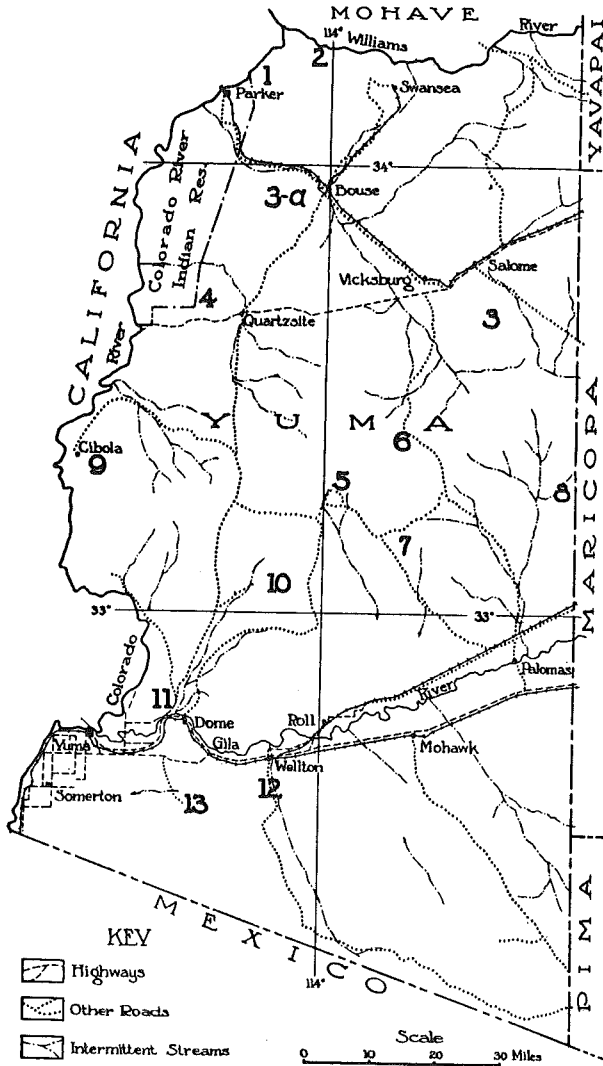 MOHAVE
114°
Williams
River
YAVAPAI
1
2
Parker
Swansea
34°
CALIFORNIA
Colorado River
Indian Res.
3-a
Bouse
Salome
Vicksburg
4
3
Quartzsite
River
YUMA
6
Cibola
9
5
8
7
MARICOPA
10
33°
33°
Colorado
Palomas
11
Dome
Roll
River
Yuma
Gila
Mohawk
Wellton
12
Somerton
13
MEXICO
PIMA
KEY
114°
Highways
Other Roads
Intermittent Streams
Scale
0 10 20 30 Miles